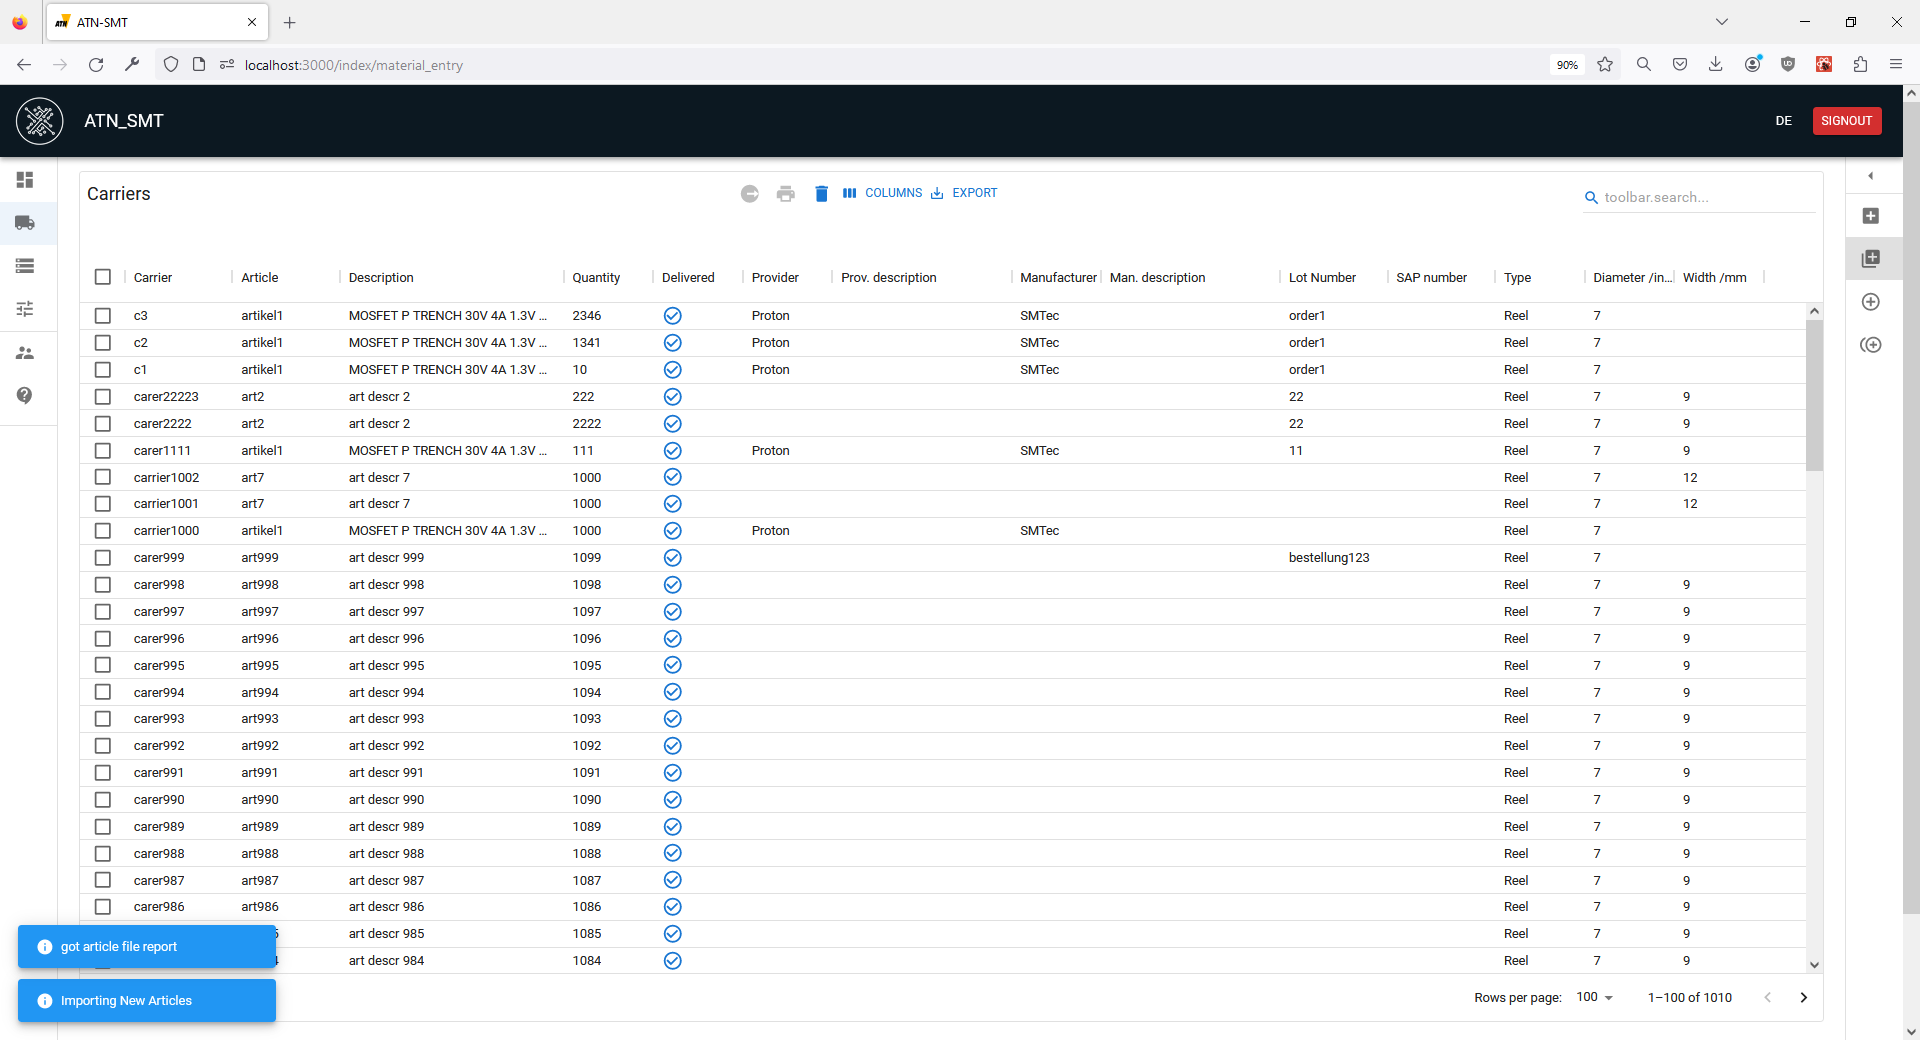 ATN-SMT
localhost:3000/index/material_entry
90%
ATN_SMT
DE
SIGNOUT
Carriers
COLUMNS
EXPORT
toolbar.search...
Carrier Article Description Quantity Delivered Provider Prov. description Manufacturer Man. description Lot Number SAP number Type Diameter /in... Width /mm
c3 artikel1 MOSFET P TRENCH 30V 4A 1.3V ... 2346 Proton SMTec order1 Reel 7
c2 artikel1 MOSFET P TRENCH 30V 4A 1.3V ... 1341 Proton SMTec order1 Reel 7
c1 artikel1 MOSFET P TRENCH 30V 4A 1.3V ... 10 Proton SMTec order1 Reel 7
carer22223 art2 art descr 2 222 22 Reel 7 9
carer2222 art2 art descr 2 2222 22 Reel 7 9
carer1111 artikel1 MOSFET P TRENCH 30V 4A 1.3V ... 111 Proton SMTec 11 Reel 7 9
carrier1002 art7 art descr 7 1000 Reel 7 12
carrier1001 art7 art descr 7 1000 Reel 7 12
carrier1000 artikel1 MOSFET P TRENCH 30V 4A 1.3V ... 1000 Proton SMTec Reel 7
carer999 art999 art descr 999 1099 bestellung123 Reel 7
carer998 art998 art descr 998 1098 Reel 7 9
carer997 art997 art descr 997 1097 Reel 7 9
carer996 art996 art descr 996 1096 Reel 7 9
carer995 art995 art descr 995 1095 Reel 7 9
carer994 art994 art descr 994 1094 Reel 7 9
carer993 art993 art descr 993 1093 Reel 7 9
carer992 art992 art descr 992 1092 Reel 7 9
carer991 art991 art descr 991 1091 Reel 7 9
carer990 art990 art descr 990 1090 Reel 7 9
carer989 art989 art descr 989 1089 Reel 7 9
carer988 art988 art descr 988 1088 Reel 7 9
carer987 art987 art descr 987 1087 Reel 7 9
carer986 art986 art descr 986 1086 Reel 7 9
art descr 985 1085 Reel 7 9
art descr 984 1084 Reel 7 9
got article file report
Importing New Articles
Rows per page: 100 1–100 of 1010